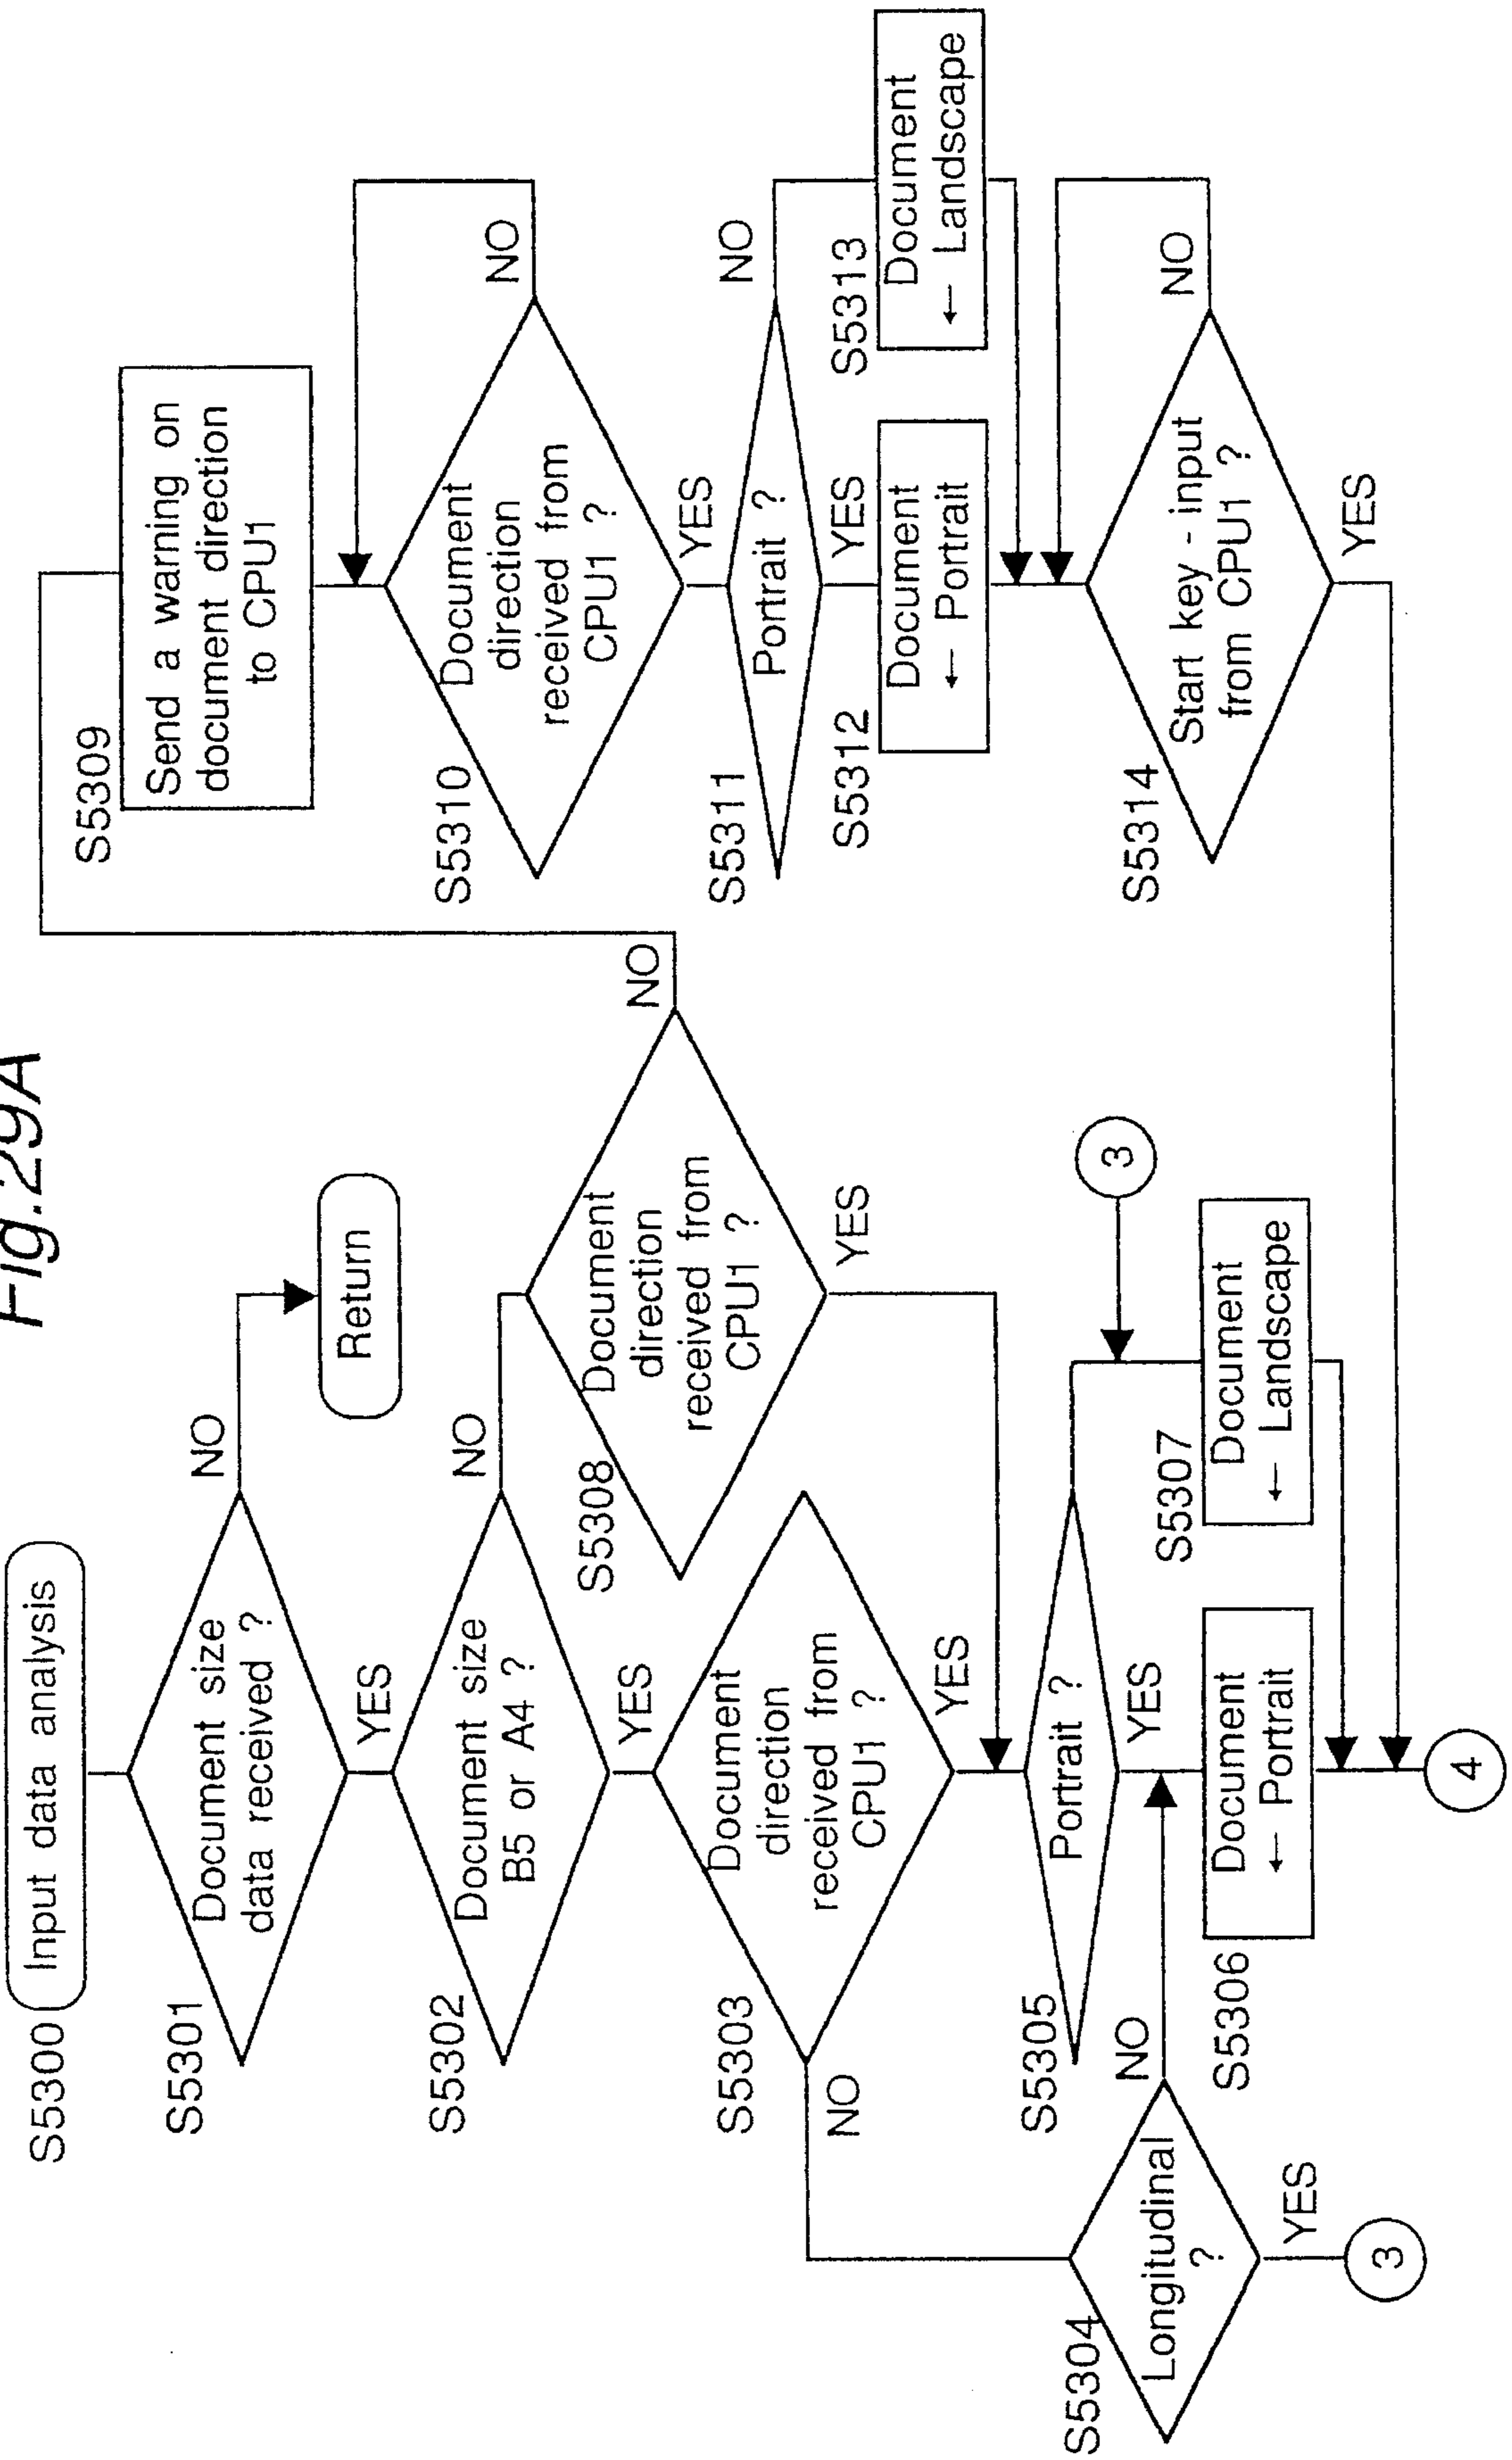 Fig.29A
S5300
Input data analysis
S5301
Document size
data received ?
NO
Return
YES
S5302
Document size
B5 or A4 ?
NO
YES
S5303
Document
direction
received from
CPU1 ?
NO
YES
S5304
Longitudinal
?
NO
YES
3
S5305
Portrait ?
YES
S5306
Document
← Portrait
S5307
Document
← Landscape
3
4
S5308
Document
direction
received from
CPU1 ?
NO
YES
S5309
Send a warning on
document direction
to CPU1
S5310
Document
direction
received from
CPU1 ?
NO
YES
S5311
Portrait ?
NO
YES
S5312
Document
← Portrait
S5313
Document
← Landscape
S5314
Start key - input
from CPU1 ?
NO
YES